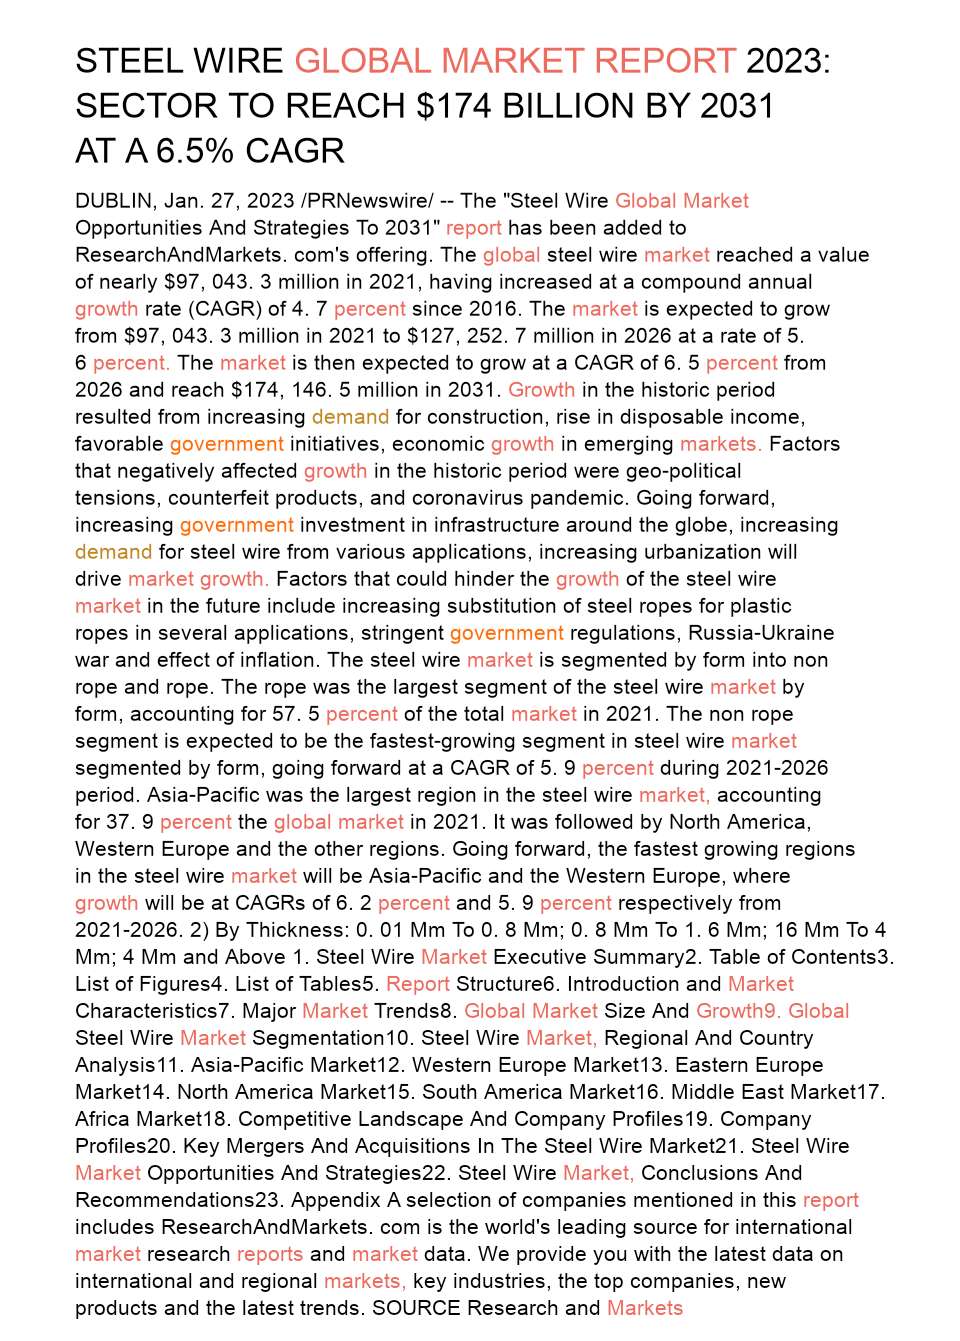 STEEL WIRE GLOBAL MARKET REPORT 2023:
SECTOR TO REACH $174 BILLION BY 2031
AT A 6.5% CAGR
DUBLIN, Jan. 27, 2023 /PRNewswire/ -- The "Steel Wire Global Market
Opportunities And Strategies To 2031" report has been added to
ResearchAndMarkets. com's offering. The global steel wire market reached a value
of nearly $97, 043. 3 million in 2021, having increased at a compound annual
growth rate (CAGR) of 4. 7 percent since 2016. The market is expected to grow
from $97, 043. 3 million in 2021 to $127, 252. 7 million in 2026 at a rate of 5.
6 percent. The market is then expected to grow at a CAGR of 6. 5 percent from
2026 and reach $174, 146. 5 million in 2031. Growth in the historic period
resulted from increasing demand for construction, rise in disposable income,
favorable government initiatives, economic growth in emerging markets. Factors
that negatively affected growth in the historic period were geo-political
tensions, counterfeit products, and coronavirus pandemic. Going forward,
increasing government investment in infrastructure around the globe, increasing
demand for steel wire from various applications, increasing urbanization will
drive market growth. Factors that could hinder the growth of the steel wire
market in the future include increasing substitution of steel ropes for plastic
ropes in several applications, stringent government regulations, Russia-Ukraine
war and effect of inflation. The steel wire market is segmented by form into non
rope and rope. The rope was the largest segment of the steel wire market by
form, accounting for 57. 5 percent of the total market in 2021. The non rope
segment is expected to be the fastest-growing segment in steel wire market
segmented by form, going forward at a CAGR of 5. 9 percent during 2021-2026
period. Asia-Pacific was the largest region in the steel wire market, accounting
for 37. 9 percent the global market in 2021. It was followed by North America,
Western Europe and the other regions. Going forward, the fastest growing regions
in the steel wire market will be Asia-Pacific and the Western Europe, where
growth will be at CAGRs of 6. 2 percent and 5. 9 percent respectively from
2021-2026. 2) By Thickness: 0. 01 Mm To 0. 8 Mm; 0. 8 Mm To 1. 6 Mm; 16 Mm To 4
Mm; 4 Mm and Above 1. Steel Wire Market Executive Summary2. Table of Contents3.
List of Figures4. List of Tables5. Report Structure6. Introduction and Market
Characteristics7. Major Market Trends8. Global Market Size And Growth9. Global
Steel Wire Market Segmentation10. Steel Wire Market, Regional And Country
Analysis11. Asia-Pacific Market12. Western Europe Market13. Eastern Europe
Market14. North America Market15. South America Market16. Middle East Market17.
Africa Market18. Competitive Landscape And Company Profiles19. Company
Profiles20. Key Mergers And Acquisitions In The Steel Wire Market21. Steel Wire
Market Opportunities And Strategies22. Steel Wire Market, Conclusions And
Recommendations23. Appendix A selection of companies mentioned in this report
includes ResearchAndMarkets. com is the world's leading source for international
market research reports and market data. We provide you with the latest data on
international and regional markets, key industries, the top companies, new
products and the latest trends. SOURCE Research and Markets